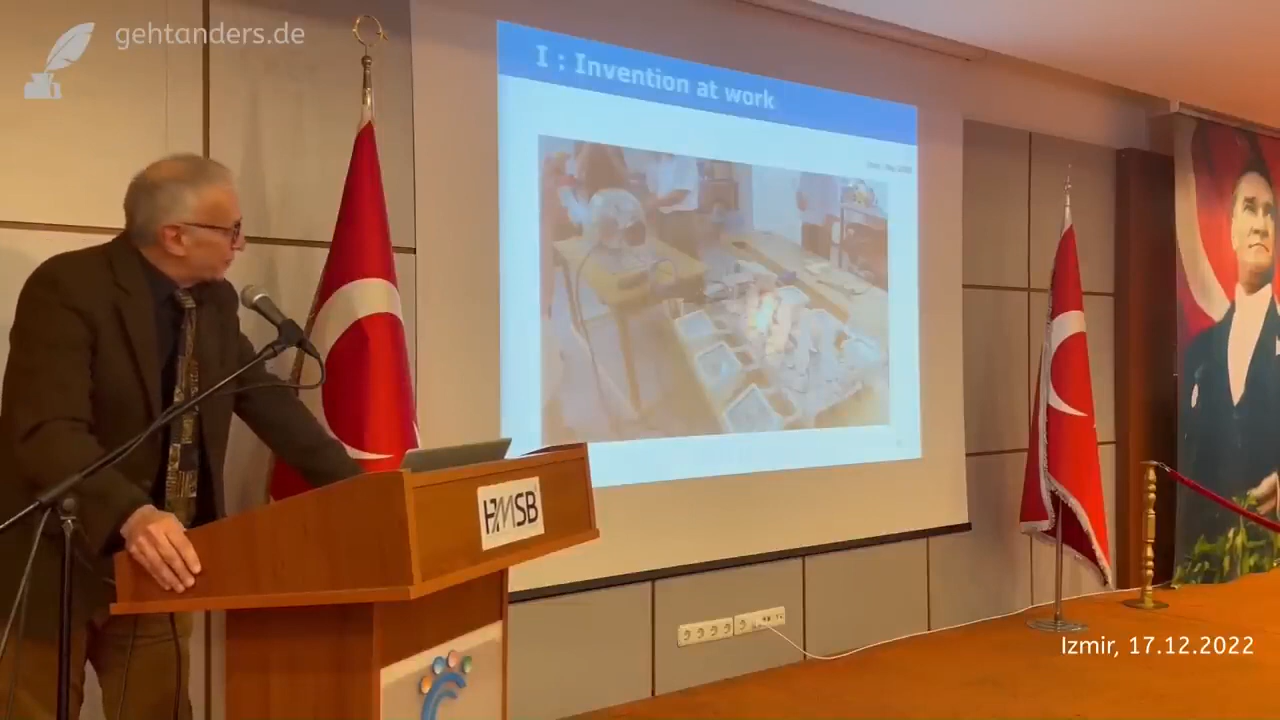 gehtanders.de
I : Invention at work
HMSB
Izmir, 17.12.2022